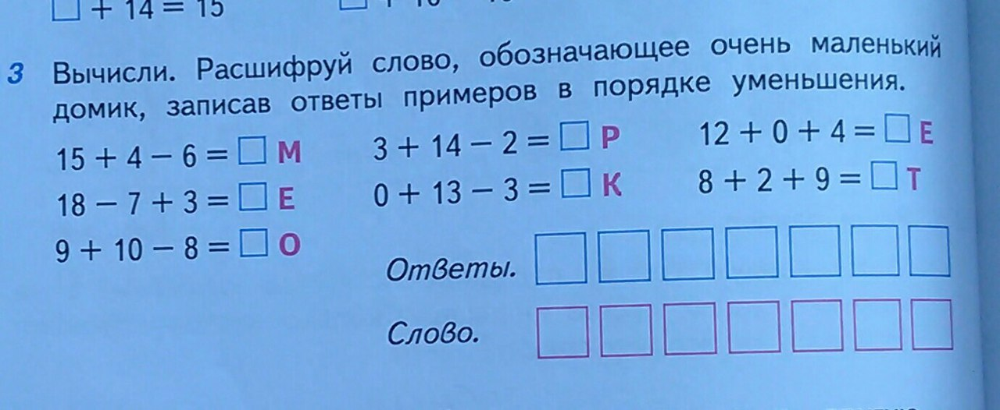 □ + 14 = 15
3 Вычисли. Расшифруй слово, обозначающее очень маленький
домик, записав ответы примеров в порядке уменьшения.
15 + 4 – 6 = □ М 3 + 14 – 2 = □ Р 12 + 0 + 4 = □ Е
18 – 7 + 3 = □ Е 0 + 13 – 3 = □ К 8 + 2 + 9 = □ Т
9 + 10 – 8 = □ О
Ответы.
Слово.